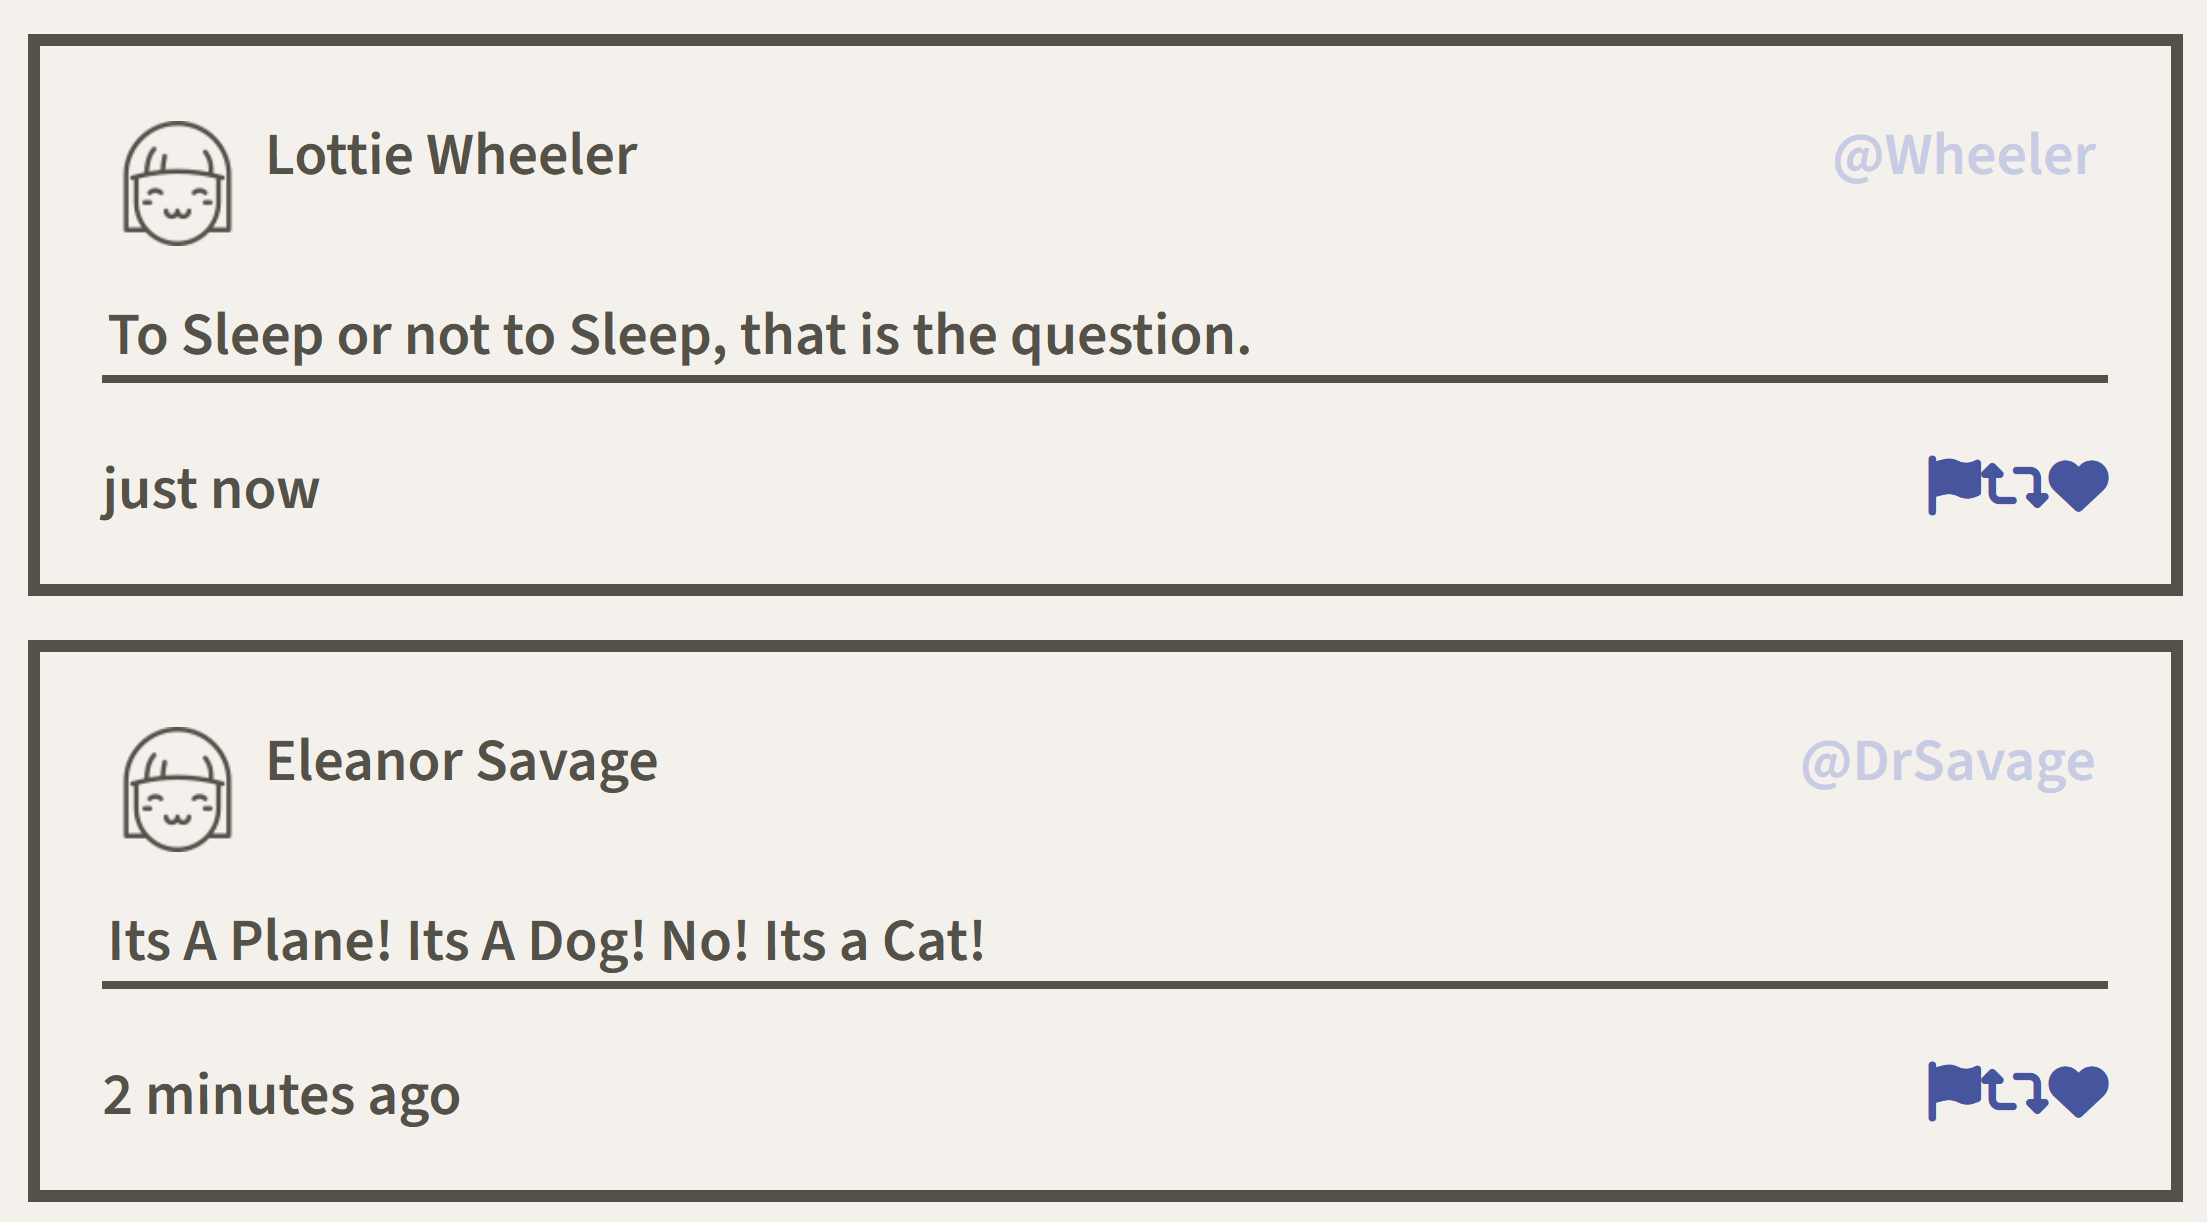 Lottie Wheeler @Wheeler
To Sleep or not to Sleep, that is the question.
just now
Eleanor Savage @DrSavage
Its A Plane! Its A Dog! No! Its a Cat!
2 minutes ago